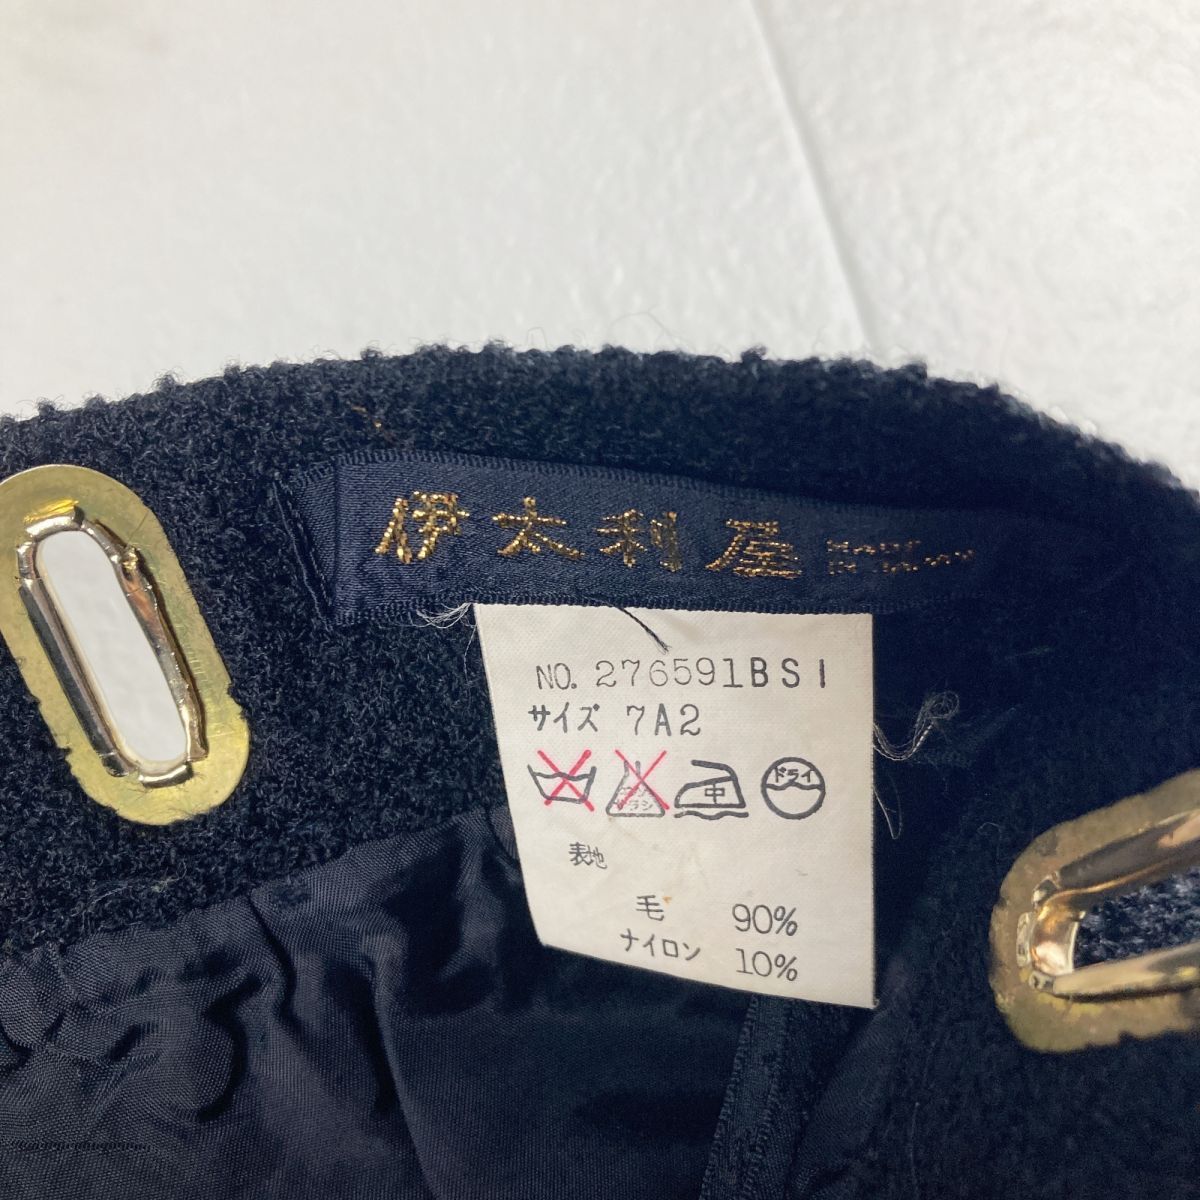 伊太利屋
NO. 276591BSI
サイズ 7A2
中 ドライ
表地
毛 90%
ナイロン 10%